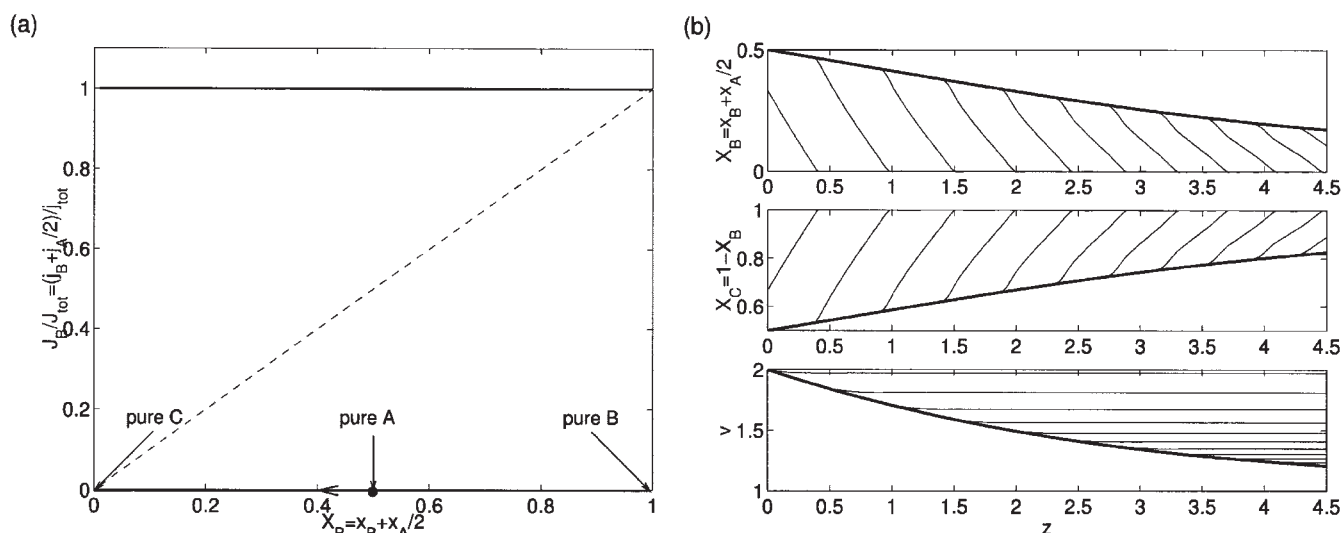 (a)
J_B/J_tot=(j_B+j_A/2)/j_tot
1
0.8
0.6
0.4
0.2
0
pure C
pure A
pure B
0 0.2 0.4 0.6 0.8 1
X_B=x_B+x_A/2
(b)
X_B=x_B+x_A/2
0.5
0
0 0.5 1 1.5 2 2.5 3 3.5 4 4.5
X_C=1-X_B
1
0.8
0.6
0 0.5 1 1.5 2 2.5 3 3.5 4 4.5
v
2
1.5
1
0 0.5 1 1.5 2 2.5 3 3.5 4 4.5
z